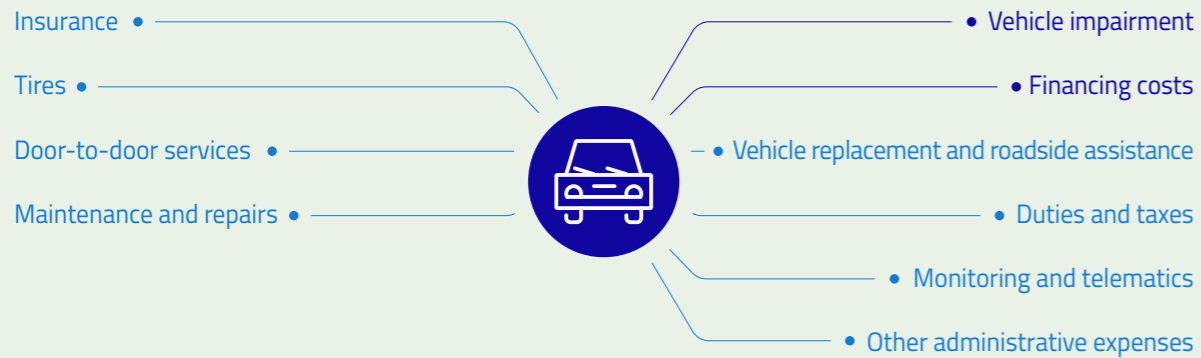 Insurance
Tires
Door-to-door services
Maintenance and repairs
Vehicle impairment
Financing costs
Vehicle replacement and roadside assistance
Duties and taxes
Monitoring and telematics
Other administrative expenses